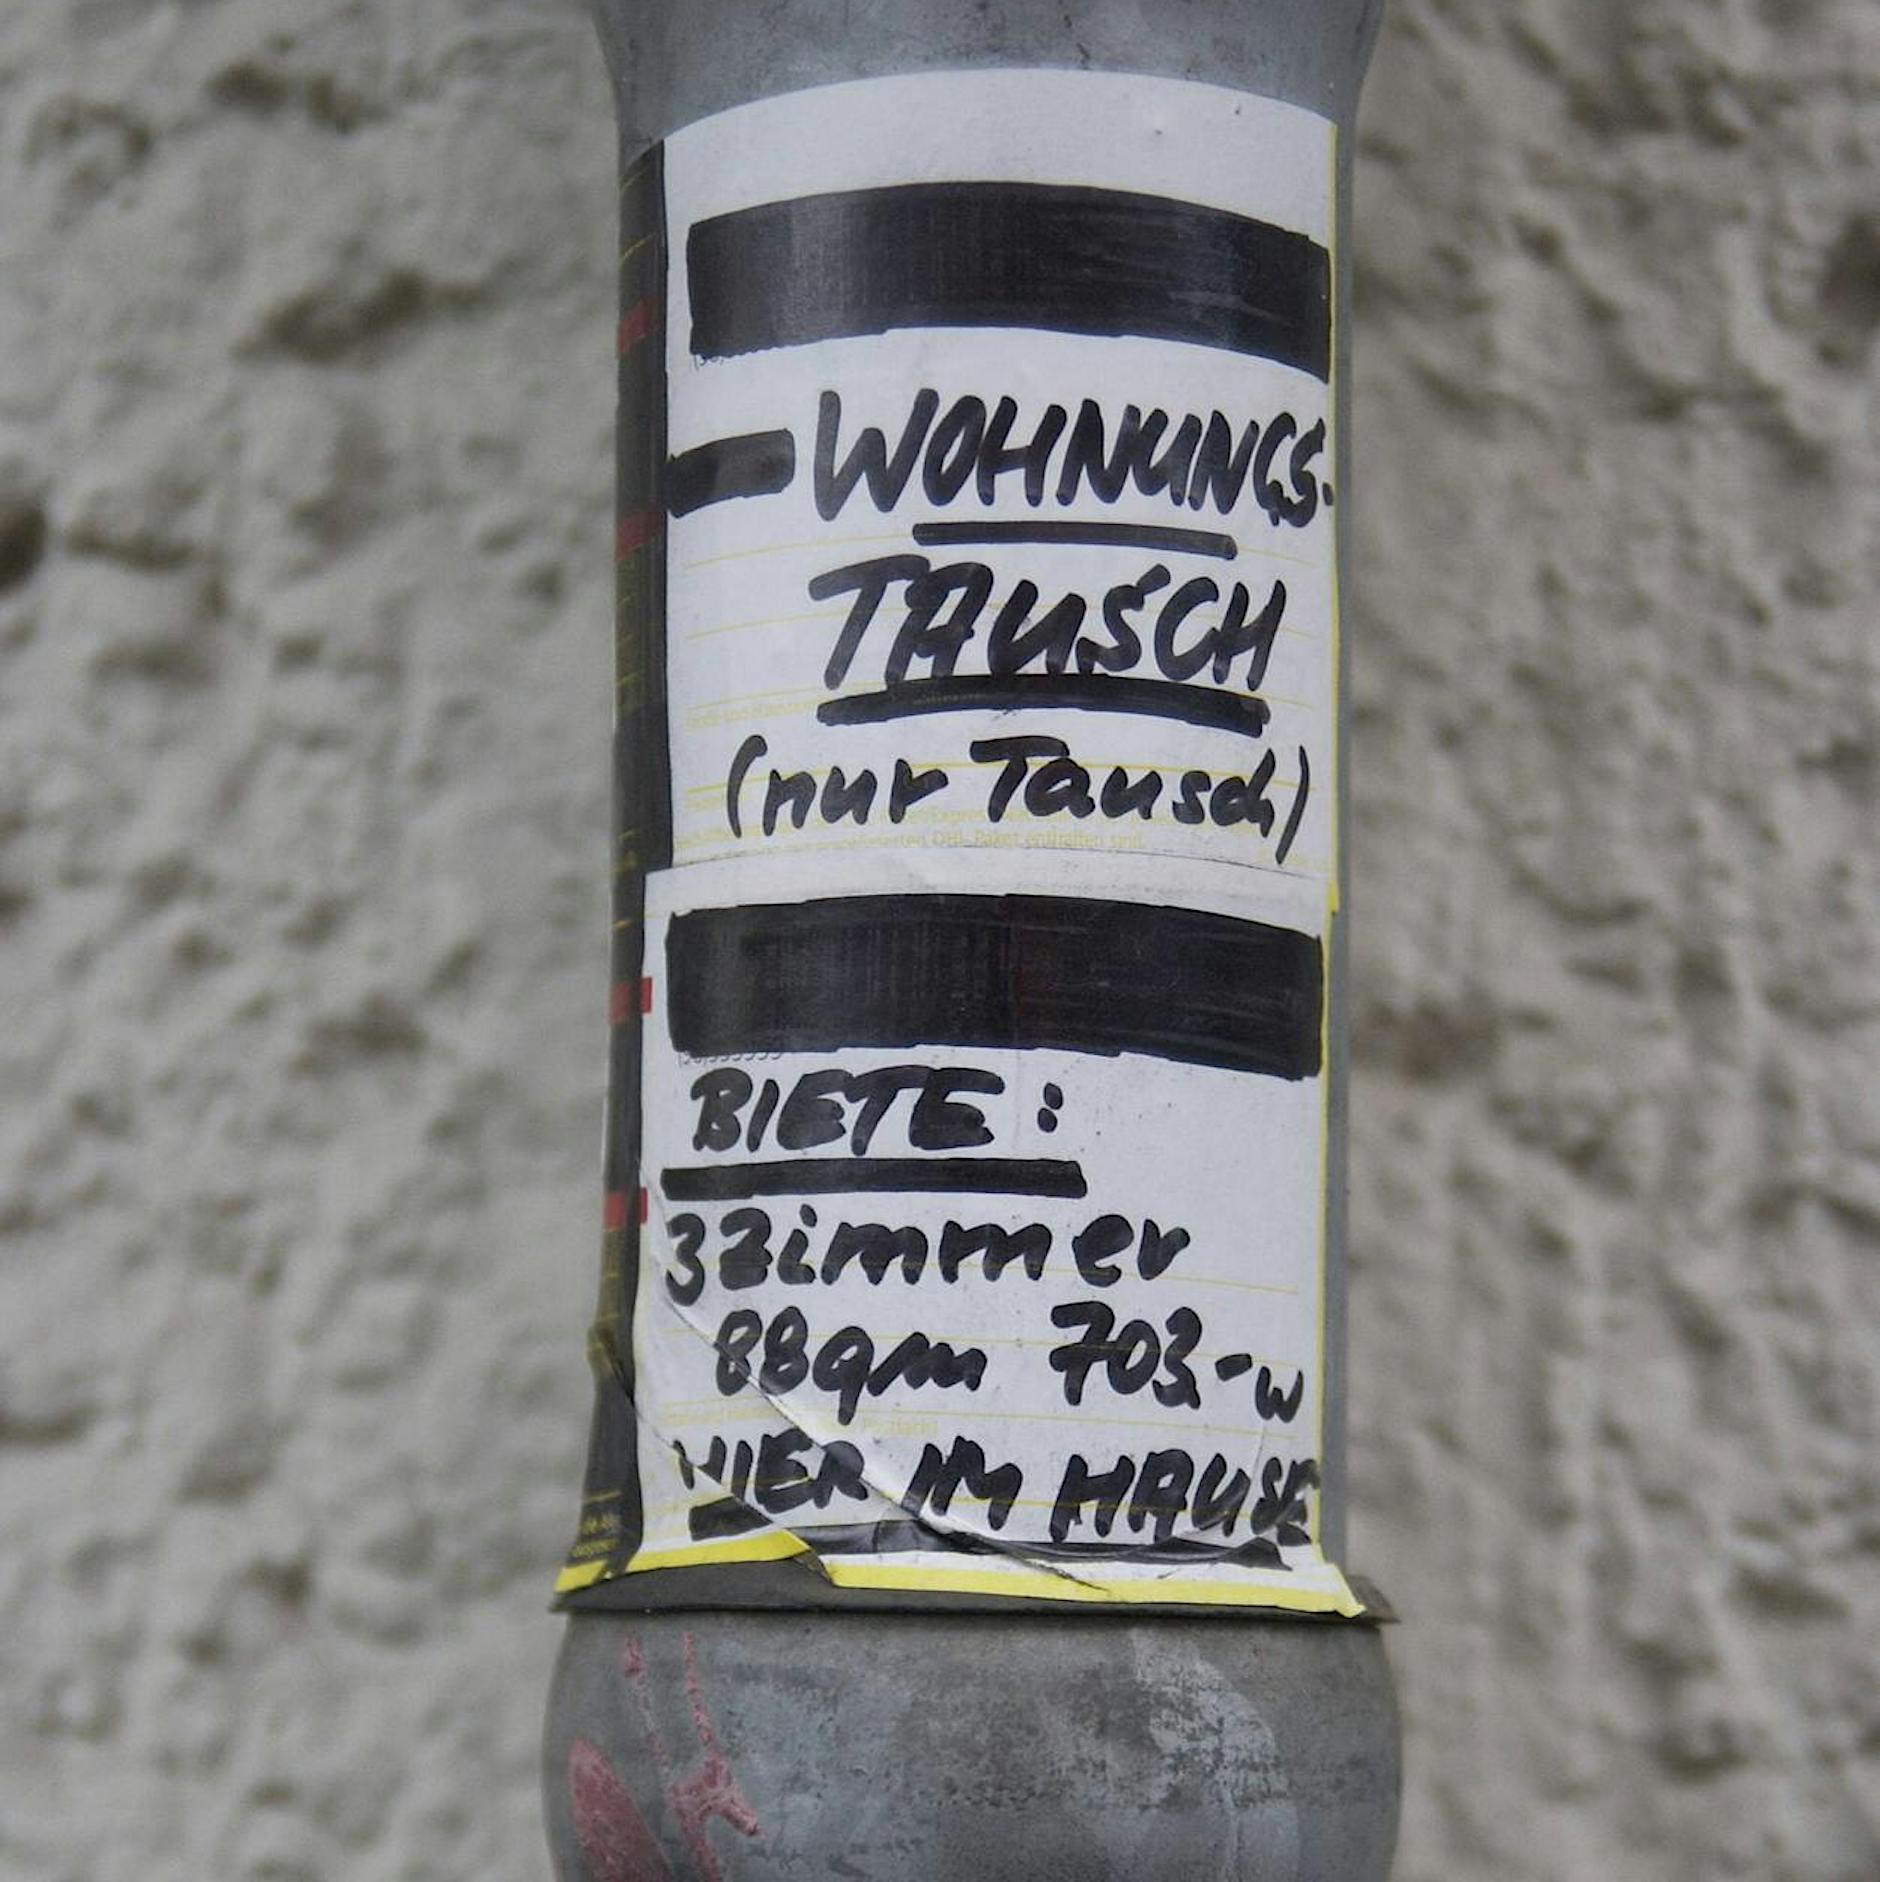 WOHNUNGS-
TAUSCH
(nur Tausch)
BIETE:
3Zimmer
88qm 703,-w
HIER IM HAUSE